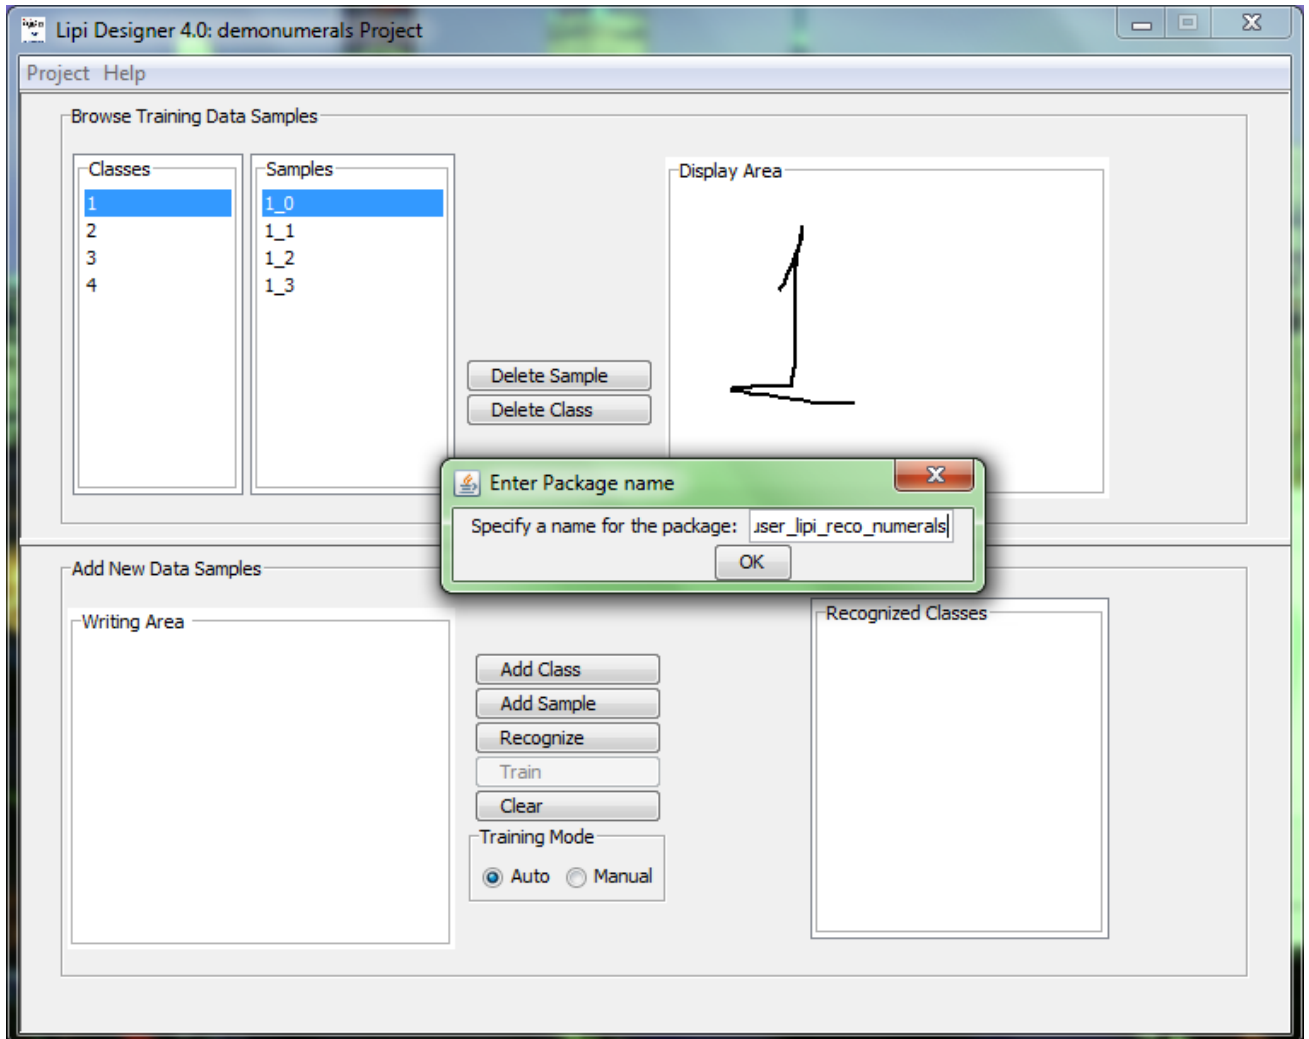 Lipi Designer 4.0: demonumerals Project
Project Help
Browse Training Data Samples
Classes
1
2
3
4
Samples
1_0
1_1
1_2
1_3
Delete Sample
Delete Class
Display Area
Enter Package name
Specify a name for the package: user_lipi_reco_numerals
OK
Add New Data Samples
Writing Area
Add Class
Add Sample
Recognize
Train
Clear
Training Mode
Auto Manual
Recognized Classes